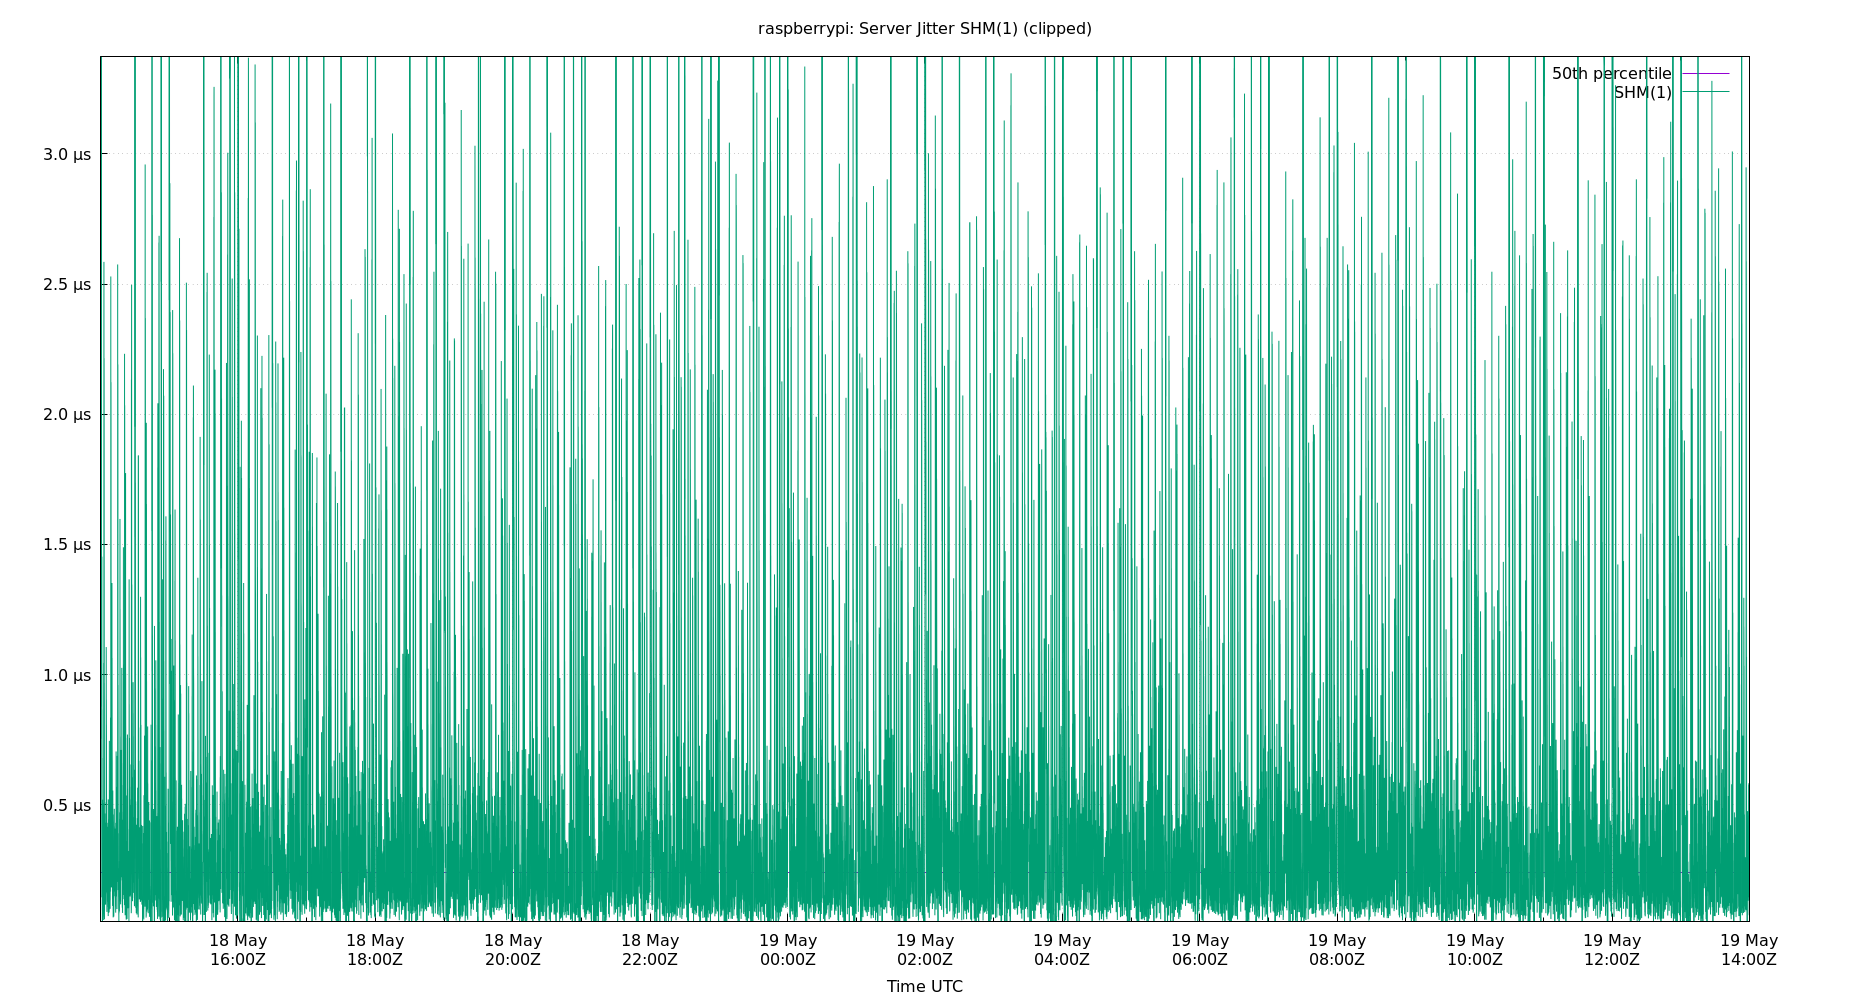 raspberrypi: Server Jitter SHM(1) (clipped)
50th percentile
SHM(1)
3.0 µs
2.5 µs
2.0 µs
1.5 µs
1.0 µs
0.5 µs
18 May 18 May 18 May 18 May 19 May 19 May 19 May 19 May 19 May 19 May 19 May 19 May
16:00Z 18:00Z 20:00Z 22:00Z 00:00Z 02:00Z 04:00Z 06:00Z 08:00Z 10:00Z 12:00Z 14:00Z
Time UTC